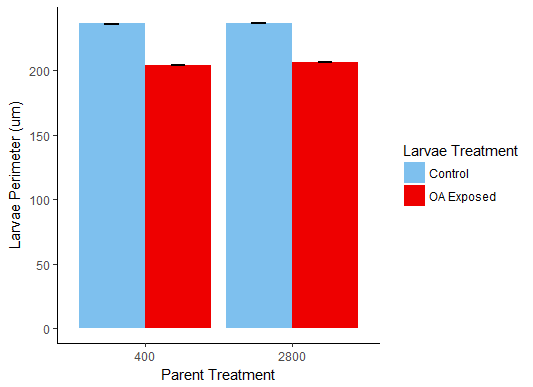 Larvae Perimeter (um)
200
150
100
50
0
400 2800
Parent Treatment
Larvae Treatment
Control
OA Exposed